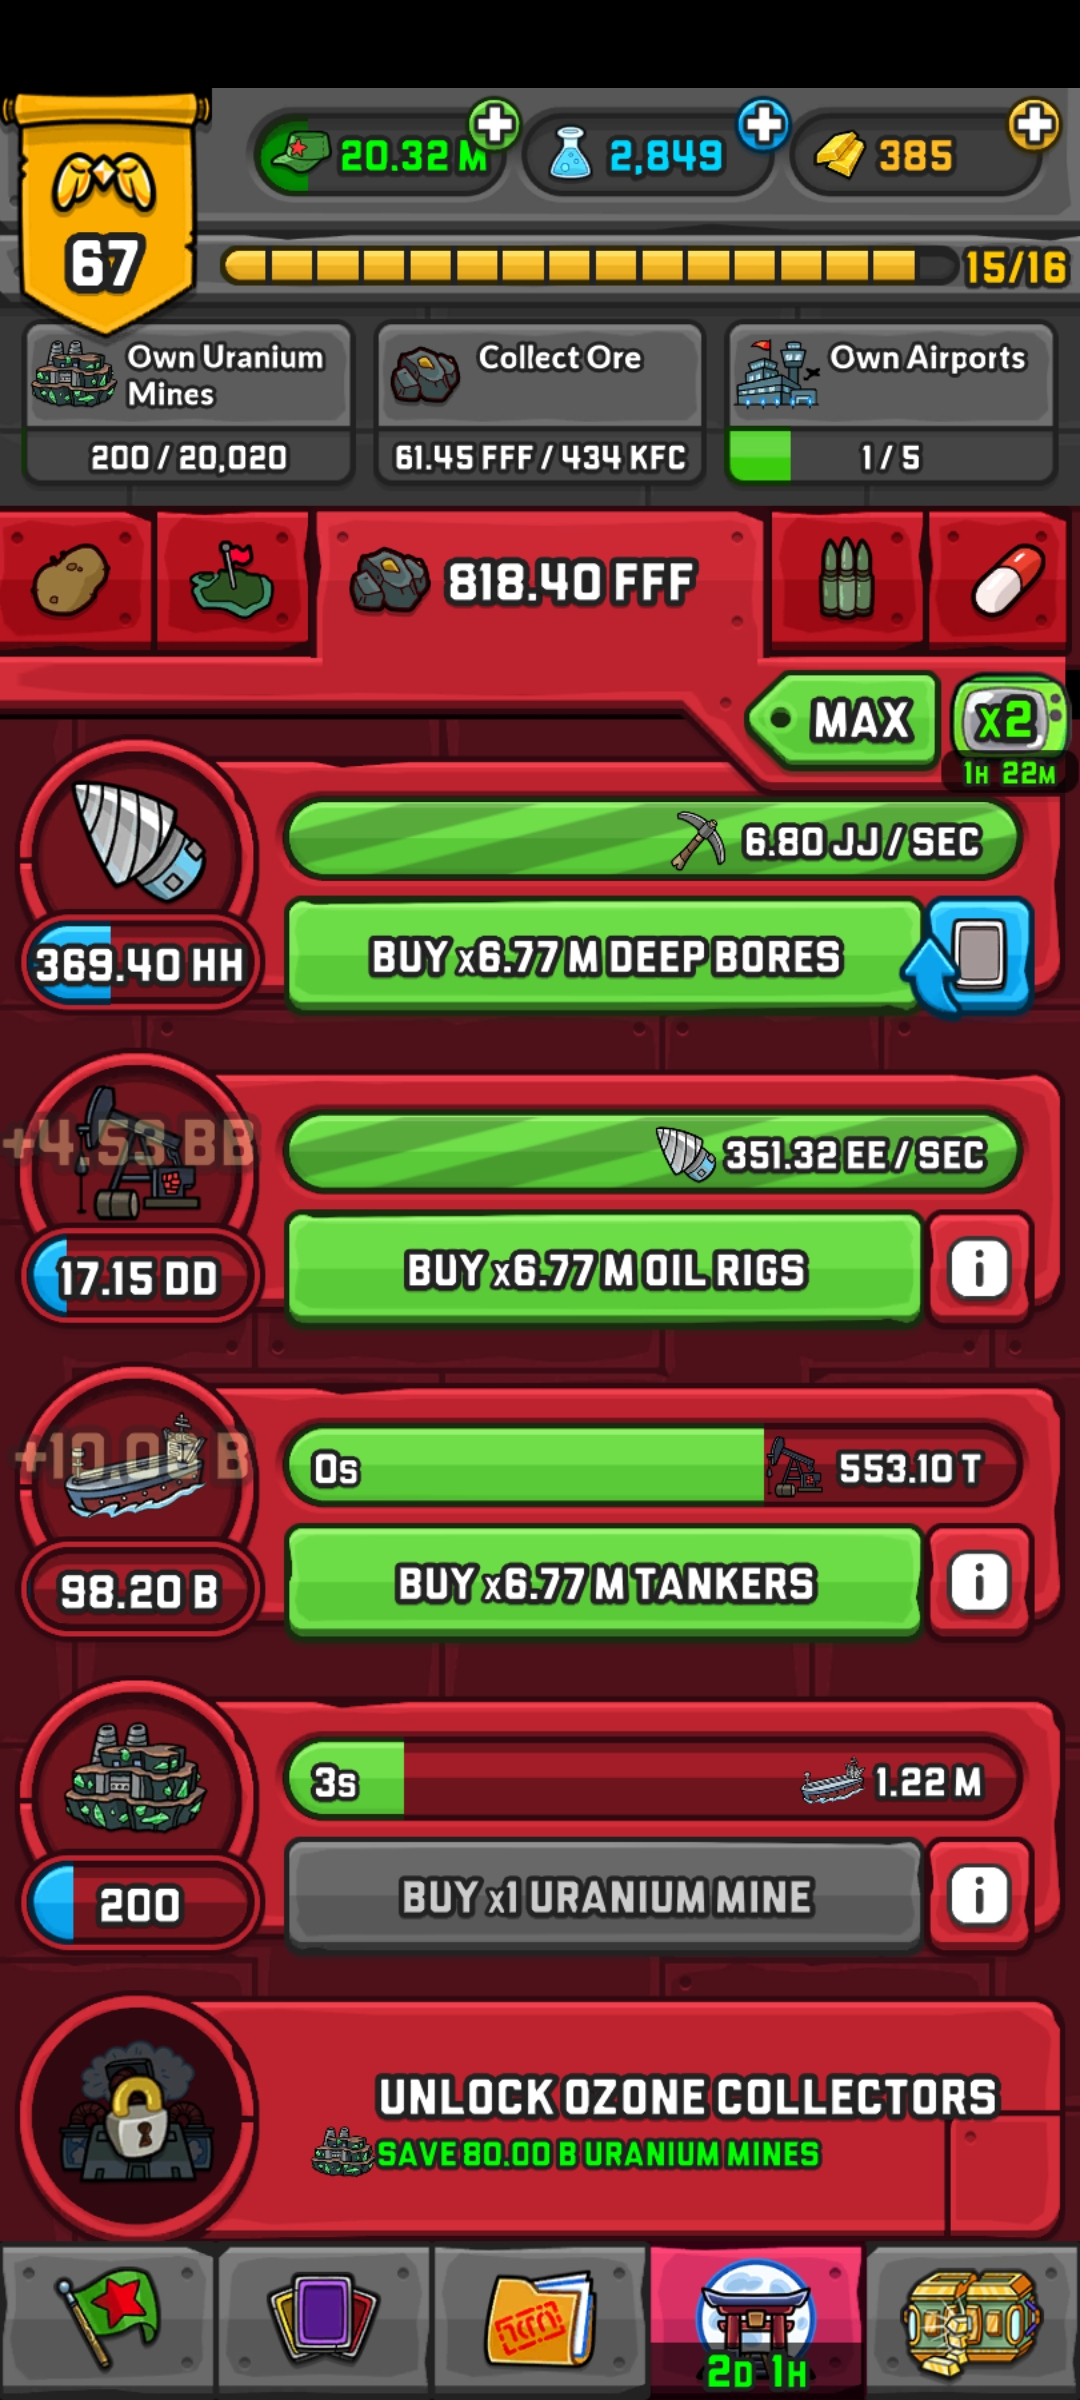 20.32 M
2,849
385
67
15/16
Own Uranium
Mines
200 / 20,020
Collect Ore
61.45 FFF / 434 KFC
Own Airports
1 / 5
818.40 FFF
MAX
x2
1H 22M
6.80 JJ / SEC
369.40 HH
BUY x6.77 M DEEP BORES
+4.53 BB
351.32 EE / SEC
17.15 DD
BUY x6.77 M OIL RIGS
i
0s
553.10 T
98.20 B
BUY x6.77 M TANKERS
i
3s
1.22 M
200
BUY x1 URANIUM MINE
i
UNLOCK OZONE COLLECTORS
SAVE 80.00 B URANIUM MINES
2D 1H